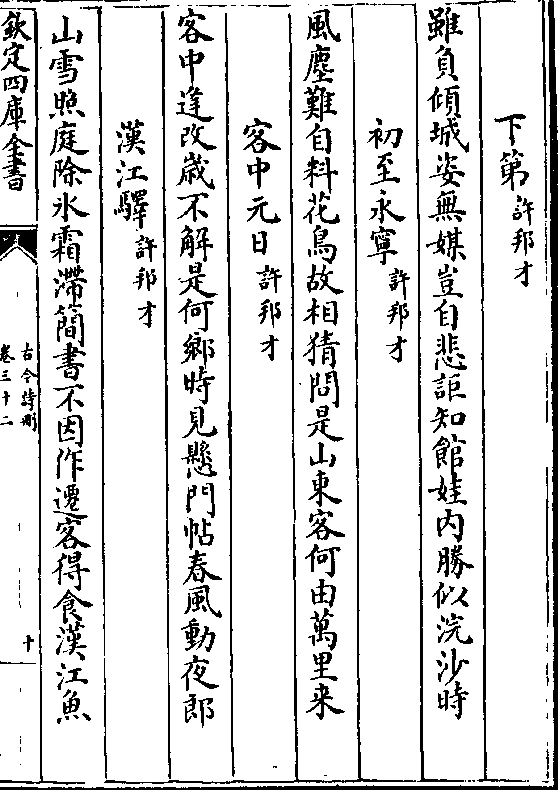 下第許邦才
雖負傾城姿無媒豈自悲詎知館娃内勝似浣沙時
初至永寧許邦才
風塵難自料花鳥故相猜問是山東客何由萬里来
客中元日許邦才
客中逢改歳不解是何鄉時見懸門帖春風動夜郎
漢江驛許邦才
山雪照庭除氷霜滯簡書不因作遷客得食漢江魚
欽定四庫全書
古今詩刪
卷三十二
十